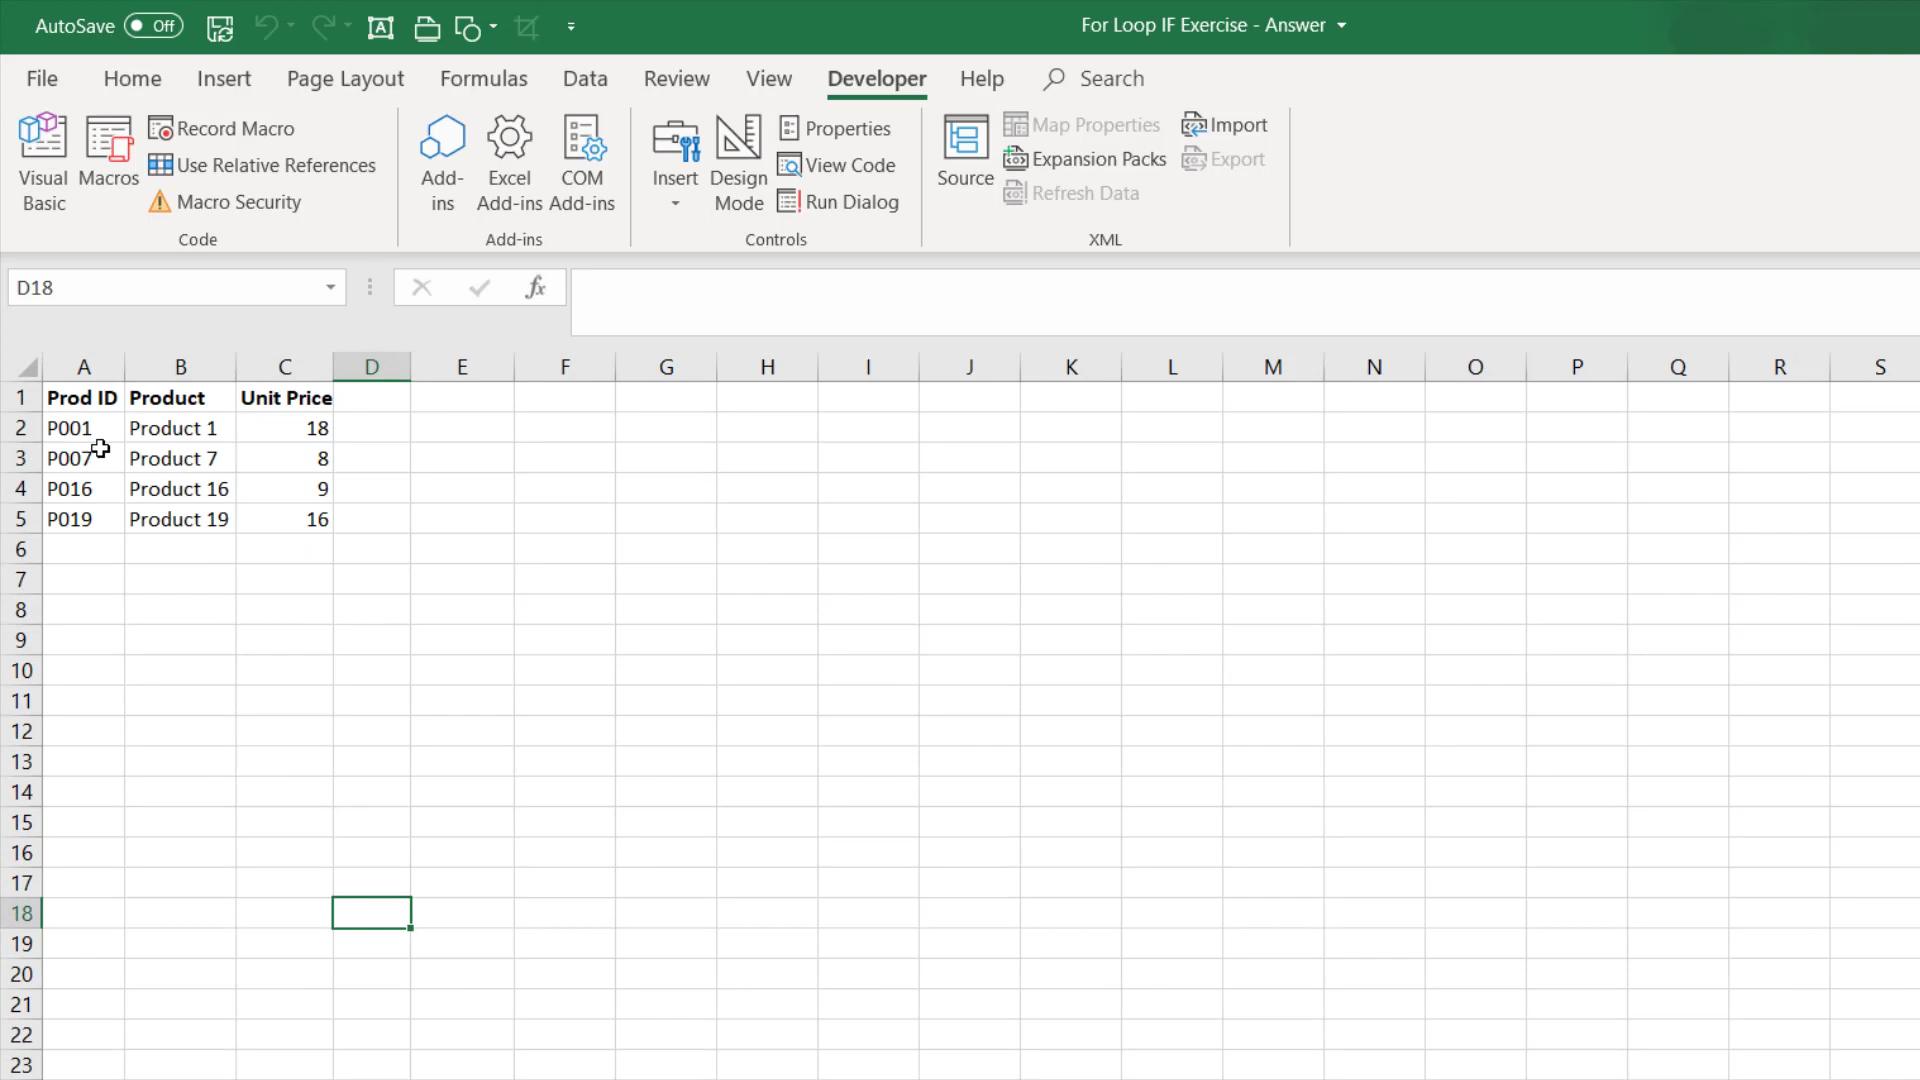 AutoSave Off For Loop IF Exercise - Answer
File Home Insert Page Layout Formulas Data Review View Developer Help Search
Visual Basic
Macros
Record Macro
Use Relative References
Macro Security
Code
Add-ins
Excel Add-ins
COM Add-ins
Add-ins
Insert
Design Mode
Properties
View Code
Run Dialog
Controls
Source
Map Properties
Expansion Packs
Refresh Data
Import
Export
XML
D18 fx
A B C D E F G H I J K L M N O P Q R S
1 Prod ID Product Unit Price
2 P001 Product 1 18
3 P007 Product 7 8
4 P016 Product 16 9
5 P019 Product 19 16
6
7
8
9
10
11
12
13
14
15
16
17
18
19
20
21
22
23